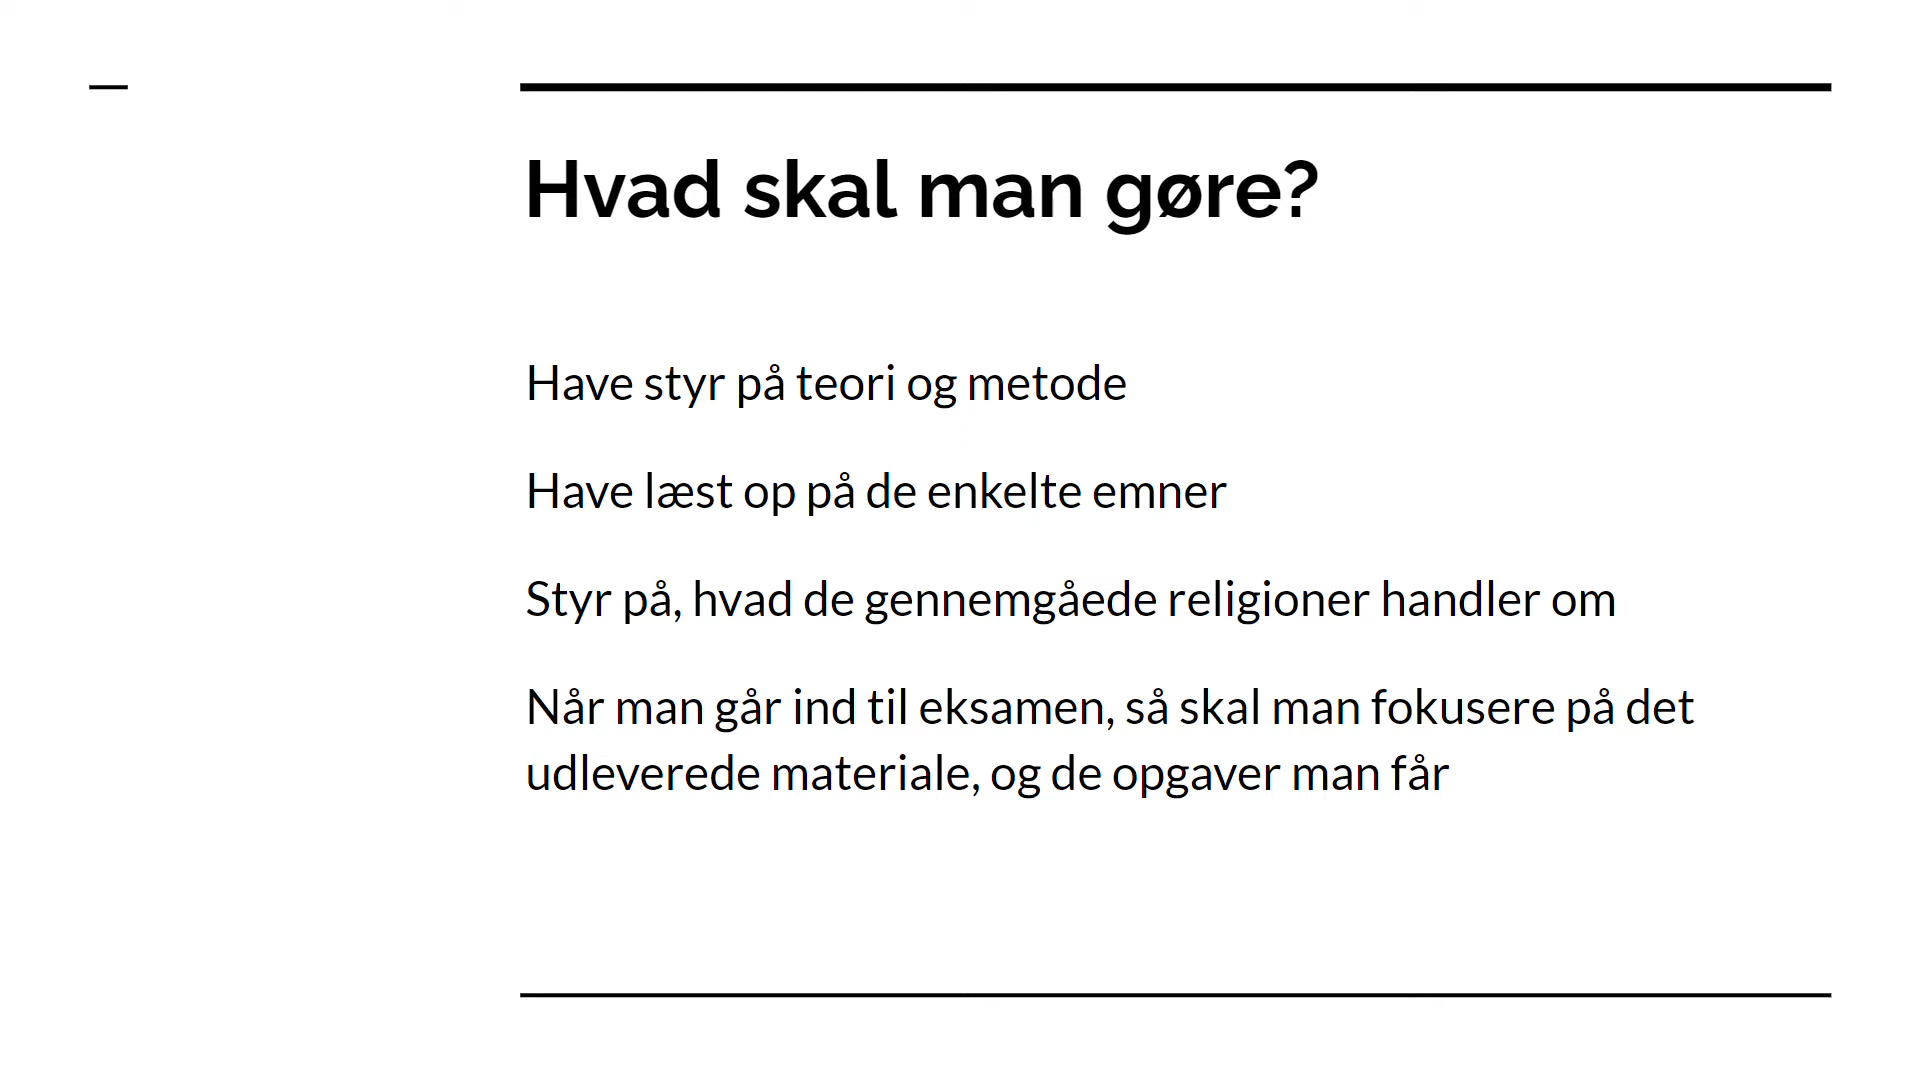 Hvad skal man gøre?
Have styr på teori og metode
Have læst op på de enkelte emner
Styr på, hvad de gennemgåede religioner handler om
Når man går ind til eksamen, så skal man fokusere på det
udleverede materiale, og de opgaver man får